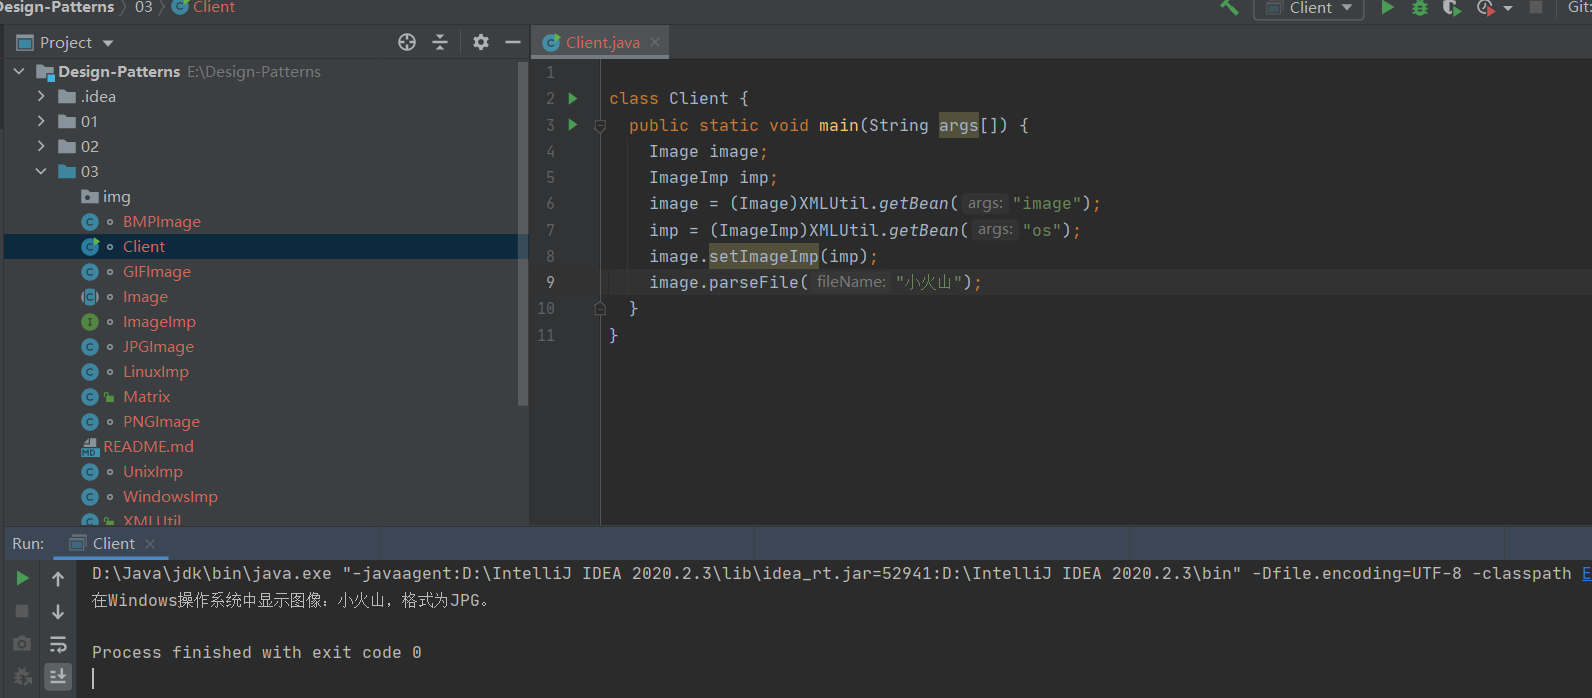 Design-Patterns 03 Client
Client
Git:
Project
Client.java
Design-Patterns E:\Design-Patterns
.idea
01
02
03
img
BMPImage
Client
GIFImage
Image
ImageImp
JPGImage
LinuxImp
Matrix
PNGImage
README.md
UnixImp
WindowsImp
XMLUtil
1
2 class Client {
3 public static void main(String args[]) {
4 Image image;
5 ImageImp imp;
6 image = (Image)XMLUtil.getBean( args: "image");
7 imp = (ImageImp)XMLUtil.getBean( args: "os");
8 image.setImageImp(imp);
9 image.parseFile( fileName: "小火山");
10 }
11 }
Run: Client
D:\Java\jdk\bin\java.exe "-javaagent:D:\IntelliJ IDEA 2020.2.3\lib\idea_rt.jar=52941:D:\IntelliJ IDEA 2020.2.3\bin" -Dfile.encoding=UTF-8 -classpath E
在Windows操作系统中显示图像：小火山，格式为JPG。
Process finished with exit code 0